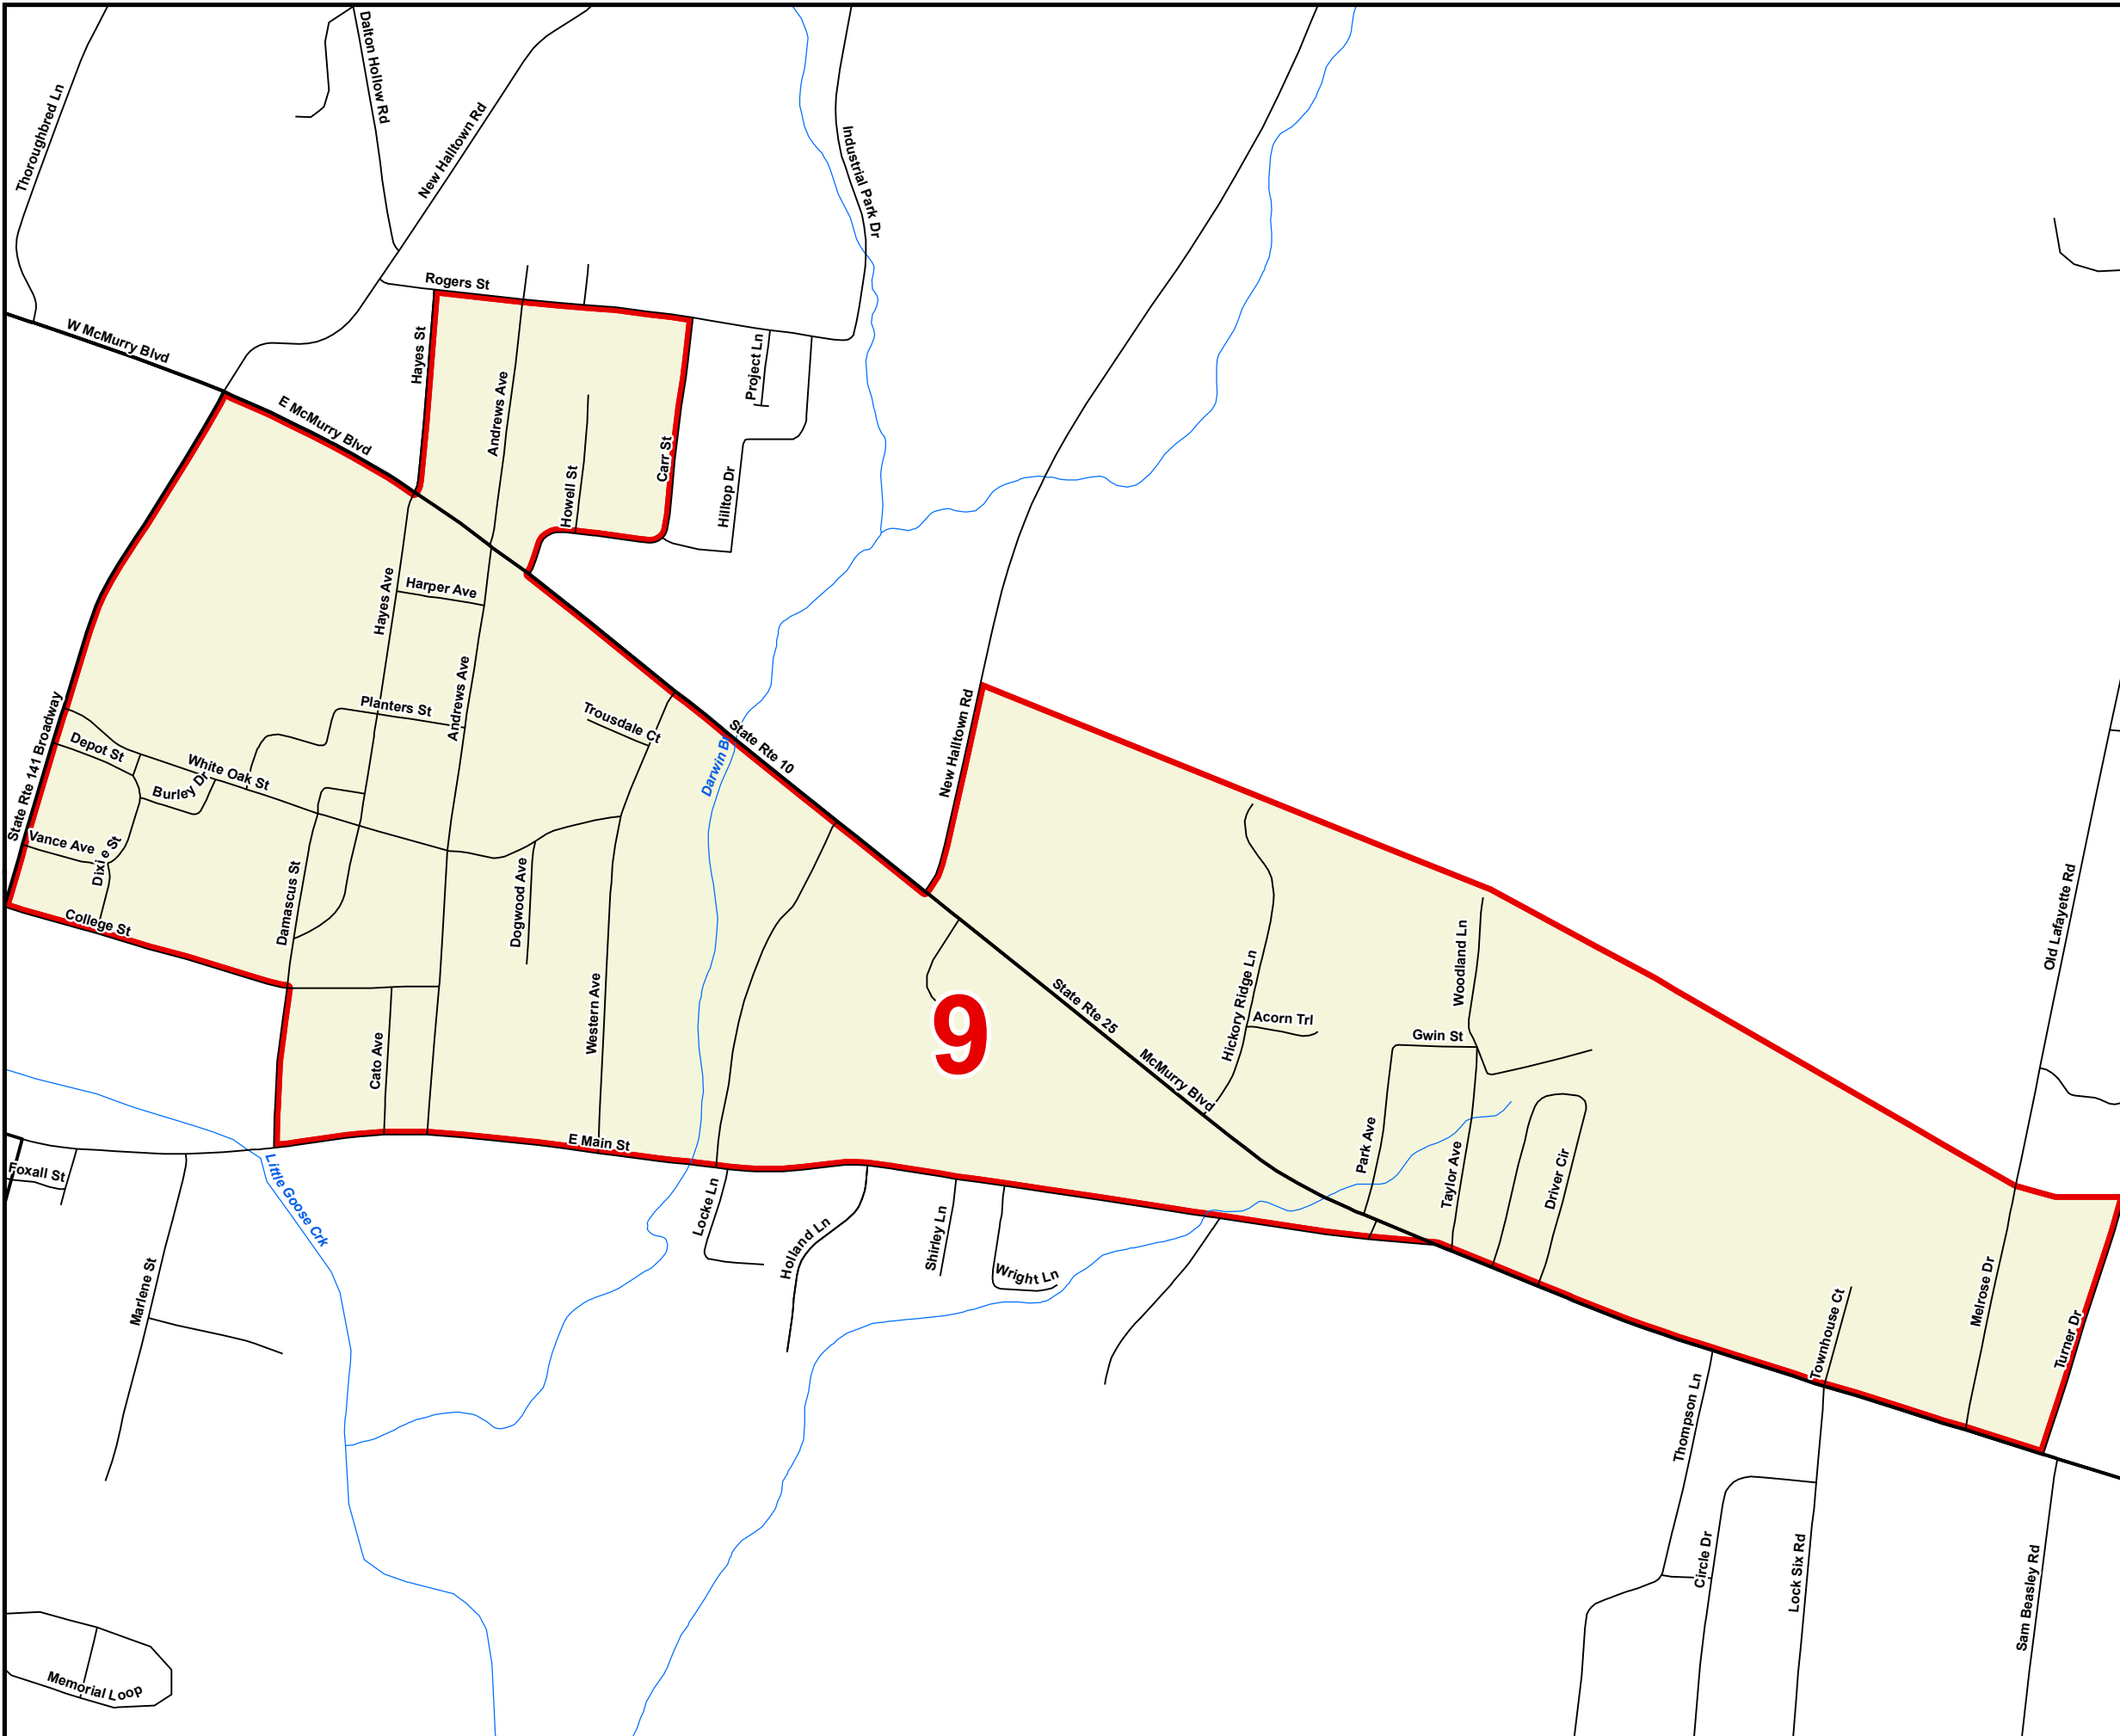 Thoroughbred Ln
Dalton Hollow Rd
New Halltown Rd
Industrial Park Dr
Rogers St
W McMurry Blvd
E McMurry Blvd
Hayes St
Andrews Ave
Howell St
Carr St
Project Ln
Hilltop Dr
Hayes Ave
Harper Ave
Andrews Ave
Planters St
Trousdale Ct
State Rte 10
Darwin B
New Halltown Rd
State Rte 141 Broadway
Depot St
White Oak St
Burley Dr
Vance Ave
Dixie St
College St
Damascus St
Dogwood Ave
Western Ave
Cato Ave
9
State Rte 25
McMurry Blvd
Hickory Ridge Ln
Acorn Trl
Woodland Ln
Gwin St
Park Ave
Taylor Ave
Driver Cir
Old Lafayette Rd
E Main St
Foxall St
Little Goose Crk
Marlene St
Locke Ln
Holland Ln
Shirley Ln
Wright Ln
Melrose Dr
Turner Dr
Townhouse Ct
Thompson Ln
Circle Dr
Lock Six Rd
Sam Beasley Rd
Memorial Loop